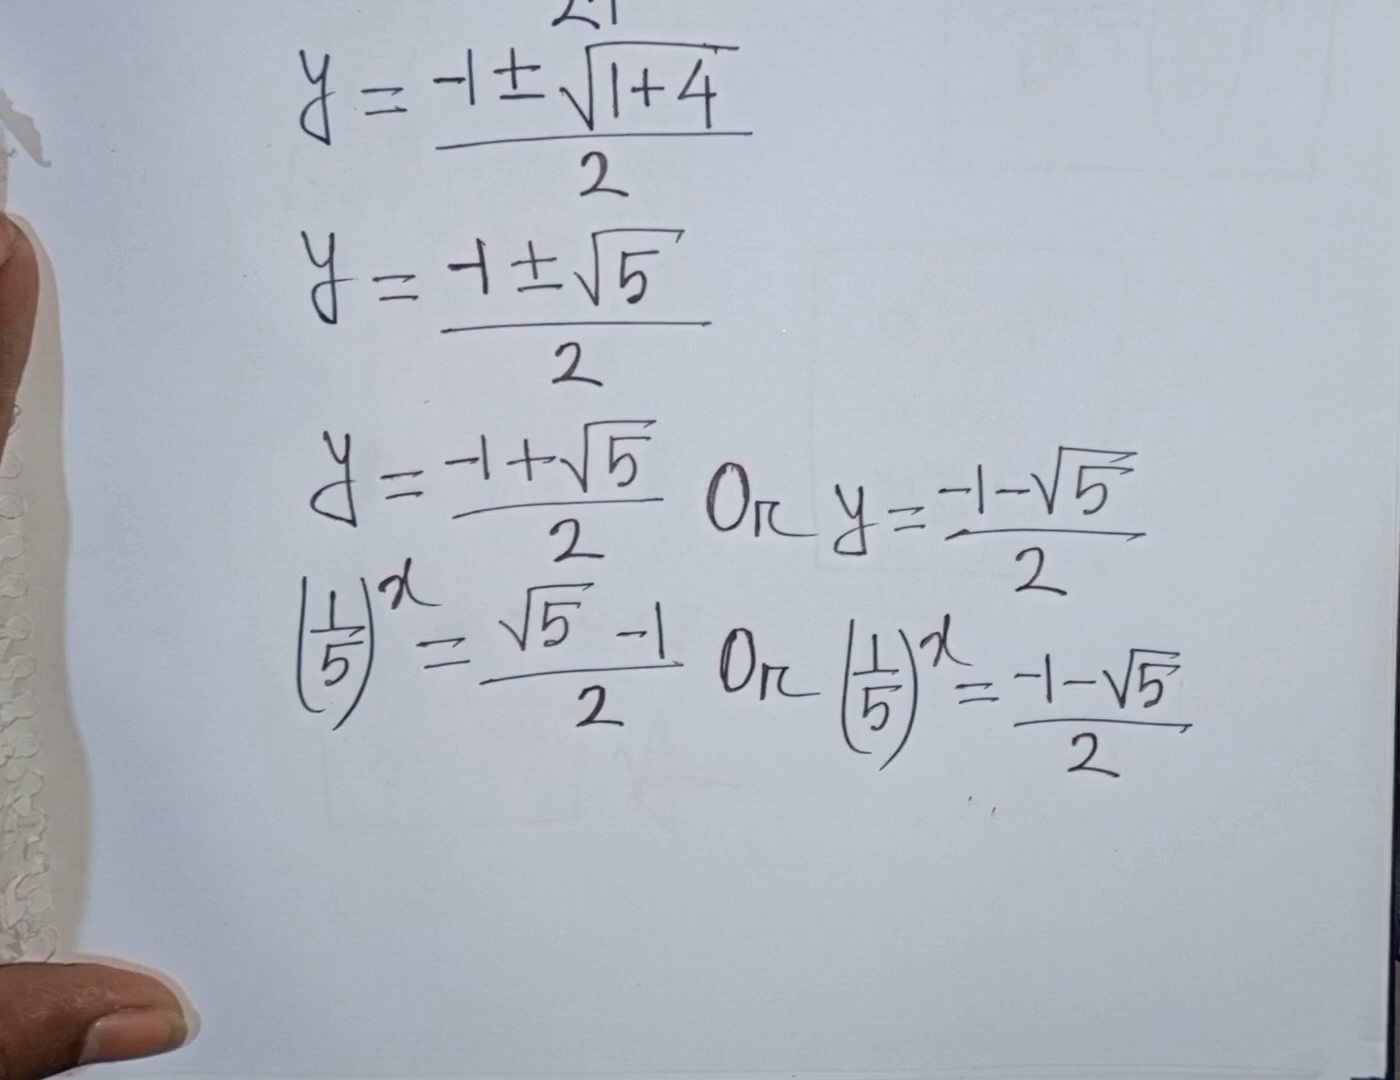 y = (-1 ± √(1+4))/2
y = (-1 ± √5)/2
y = (-1+√5)/2 Or y = (-1-√5)/2
(1/5)^x = (√5 -1)/2 Or (1/5)^x = (-1-√5)/2